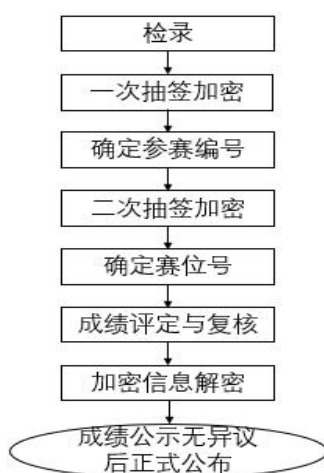 检录
一次抽签加密
确定参赛编号
二次抽签加密
确定赛位号
成绩评定与复核
加密信息解密
成绩公示无异议
后正式公布